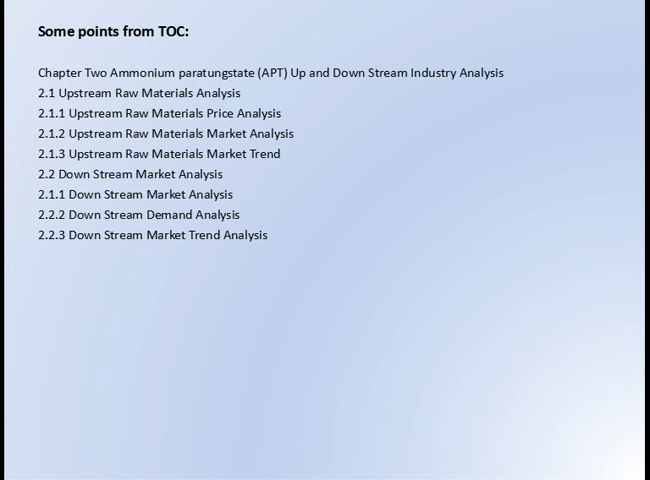 Some points from TOC:
Chapter Two Ammonium paratungstate (APT) Up and Down Stream Industry Analysis
2.1 Upstream Raw Materials Analysis
2.1.1 Upstream Raw Materials Price Analysis
2.1.2 Upstream Raw Materials Market Analysis
2.1.3 Upstream Raw Materials Market Trend
2.2 Down Stream Market Analysis
2.1.1 Down Stream Market Analysis
2.2.2 Down Stream Demand Analysis
2.2.3 Down Stream Market Trend Analysis